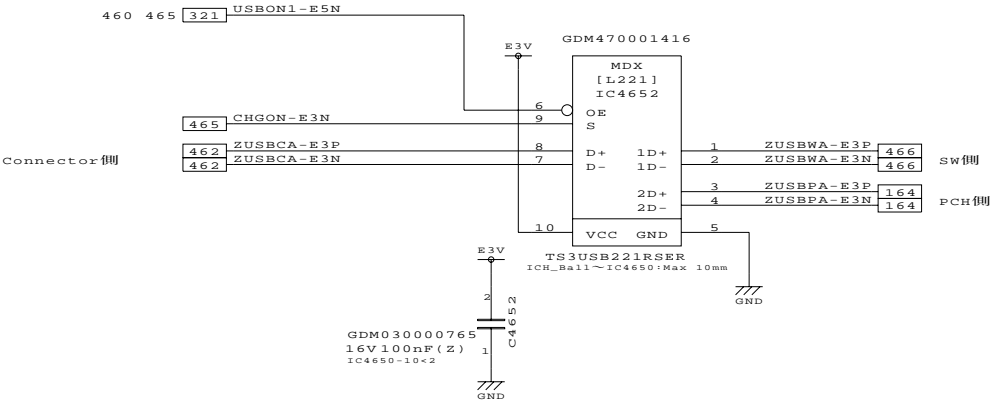 460 465 321 USBON1-E5N
GDM470001416
E3V
MDX
[L221]
IC4652
6 OE
465 CHGON-E3N 9 S
Connector側 462 ZUSBCA-E3P 8 D+ 1D+ 1 ZUSBWA-E3P 466 SW側
462 ZUSBCA-E3N 7 D- 1D- 2 ZUSBWA-E3N 466
2D+ 3 ZUSBPA-E3P 164 PCH側
2D- 4 ZUSBPA-E3N 164
10 VCC GND 5
TS3USB221RSER
ICH_Ball～IC4650:Max 10mm
E3V
2
C4652
GDM030000765
16V100nF(Z)
IC4650-10<2
1
GND
GND